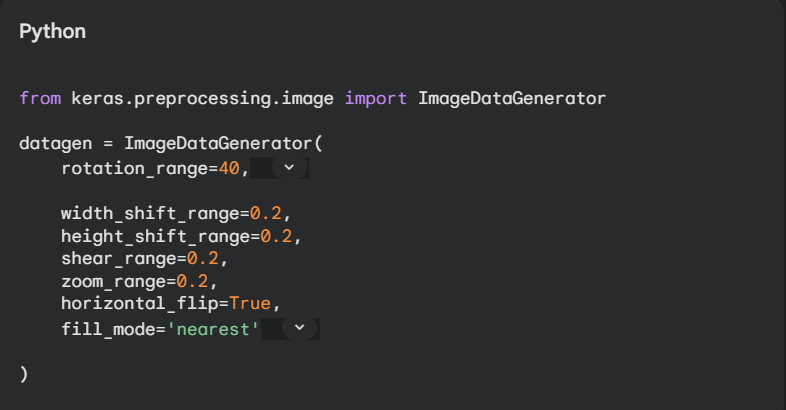 Python
from keras.preprocessing.image import ImageDataGenerator
datagen = ImageDataGenerator(
    rotation_range=40,
    width_shift_range=0.2,
    height_shift_range=0.2,
    shear_range=0.2,
    zoom_range=0.2,
    horizontal_flip=True,
    fill_mode='nearest'
)